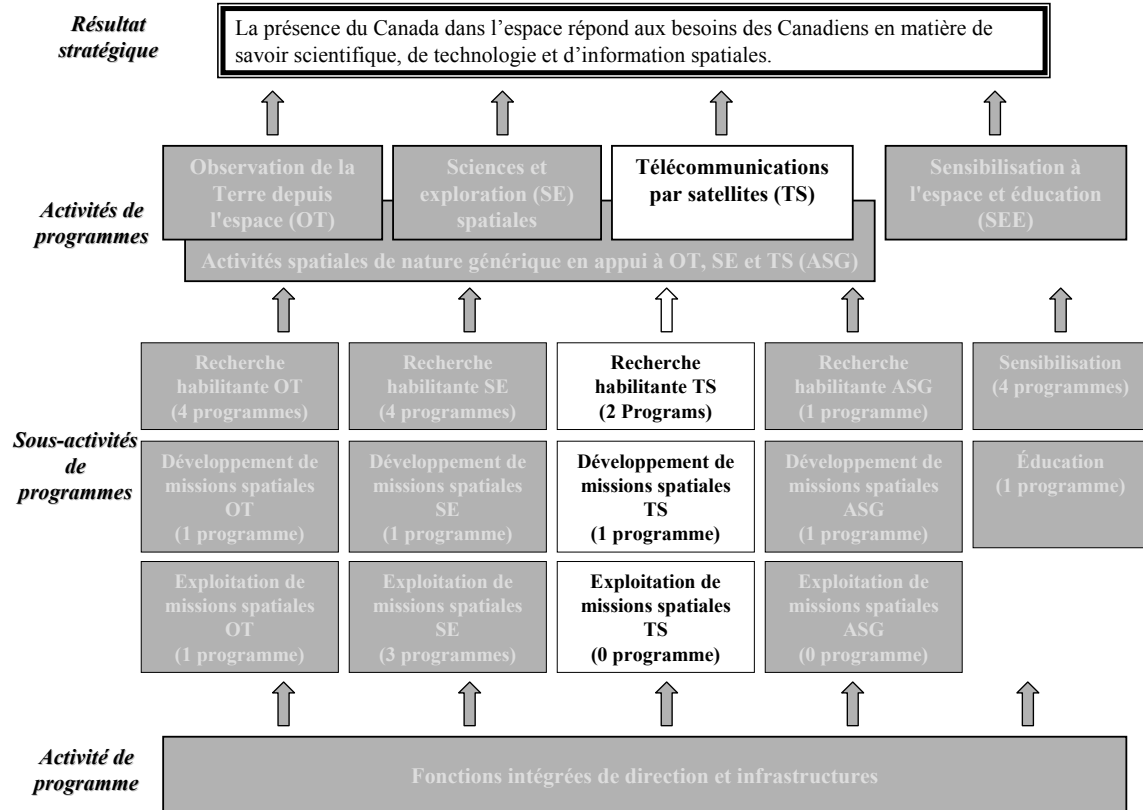 Résultat
stratégique
La présence du Canada dans l’espace répond aux besoins des Canadiens en matière de
savoir scientifique, de technologie et d’information spatiales.
Activités de
programmes
Observation de la
Terre depuis
l'espace (OT)
Sciences et
exploration (SE)
spatiales
Télécommunications
par satellites (TS)
Sensibilisation à
l'espace et éducation
(SEE)
Activités spatiales de nature générique en appui à OT, SE et TS (ASG)
Sous-activités
de
programmes
Recherche
habilitante OT
(4 programmes)
Recherche
habilitante SE
(4 programmes)
Recherche
habilitante TS
(2 Programs)
Recherche
habilitante ASG
(1 programme)
Sensibilisation
(4 programmes)
Développement de
missions spatiales
OT
(1 programme)
Développement de
missions spatiales
SE
(1 programme)
Développement de
missions spatiales
TS
(1 programme)
Développement de
missions spatiales
ASG
(1 programme)
Éducation
(1 programme)
Exploitation de
missions spatiales
OT
(1 programme)
Exploitation de
missions spatiales
SE
(3 programmes)
Exploitation de
missions spatiales
TS
(0 programme)
Exploitation de
missions spatiales
ASG
(0 programme)
Activité de
programme
Fonctions intégrées de direction et infrastructures